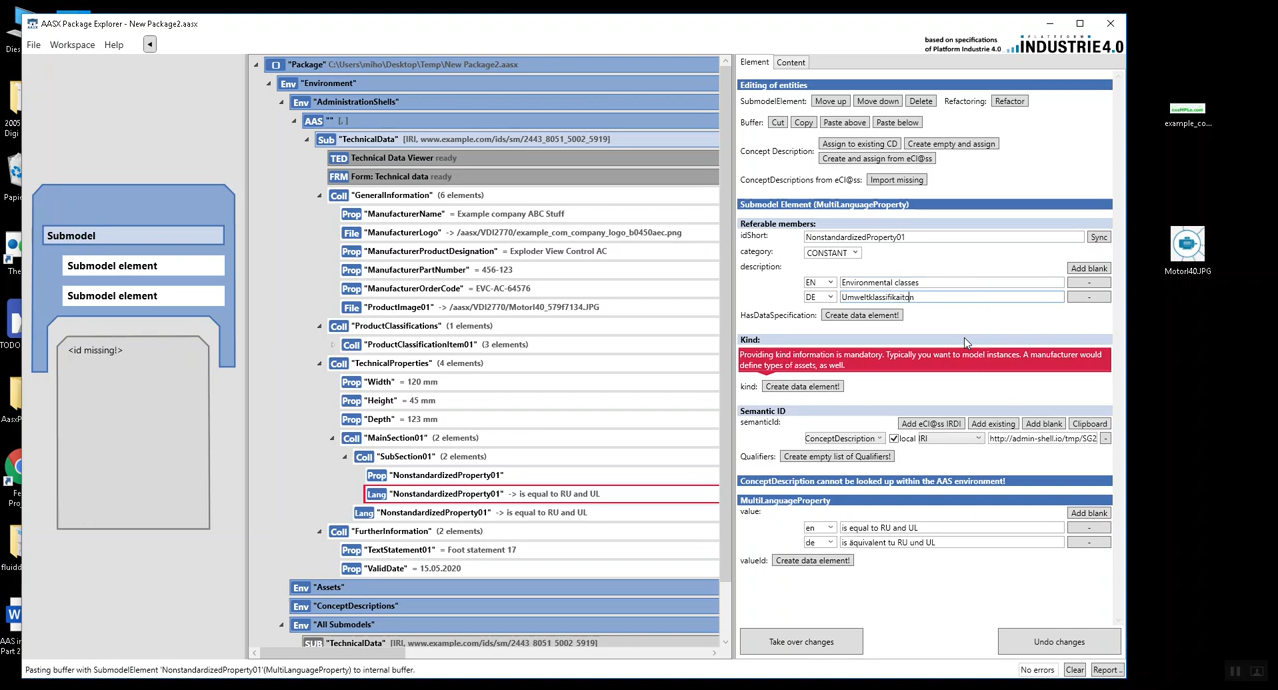 AASX Package Explorer - New Package2.aasx
File Workspace Help
based on specifications
of Platform Industrie 4.0
PLATTFORM
INDUSTRIE4.0
"Package" C:\Users\miho\Desktop\Temp\New Package2.aasx
Env "Environment"
Env "AdministrationShells"
AAS "" [, ]
Sub "TechnicalData" [IRI, www.example.com/ids/sm/2443_8051_5002_5919]
TED Technical Data Viewer ready
FRM Form: Technical data ready
Coll "GeneralInformation" (6 elements)
Prop "ManufacturerName" = Example company ABC Stuff
File "ManufacturerLogo" -> /aasx/VDI2770/example_com_company_logo_b0450aec.png
Prop "ManufacturerProductDesignation" = Exploder View Control AC
Prop "ManufacturerPartNumber" = 456-123
Prop "ManufacturerOrderCode" = EVC-AC-64576
File "ProductImage01" -> /aasx/VDI2770/MotorI40_579f7134.JPG
Coll "ProductClassifications" (1 elements)
Coll "ProductClassificationItem01" (3 elements)
Coll "TechnicalProperties" (4 elements)
Prop "Width" = 120 mm
Prop "Height" = 45 mm
Prop "Depth" = 123 mm
Coll "MainSection01" (2 elements)
Coll "SubSection01" (2 elements)
Prop "NonstandardizedProperty01"
Lang "NonstandardizedProperty01" -> is equal to RU and UL
Lang "NonstandardizedProperty01" -> is equal to RU and UL
Coll "FurtherInformation" (2 elements)
Prop "TextStatement01" = Foot statement 17
Prop "ValidDate" = 15.05.2020
Env "Assets"
Env "ConceptDescriptions"
Env "All Submodels"
SUB "TechnicalData" [IRI, www.example.com/ids/sm/2443_8051_5002_5919]
Submodel
Submodel element
Submodel element
<id missing!>
Element Content
Editing of entities
SubmodelElement: Move up Move down Delete Refactoring: Refactor
Buffer: Cut Copy Paste above Paste below
Concept Description: Assign to existing CD Create empty and assign
Create and assign from eCl@ss
ConceptDescriptions from eCl@ss: Import missing
Submodel Element (MultiLanguageProperty)
Referable members:
idShort: NonstandardizedProperty01 Sync
category: CONSTANT
description: Add blank
EN Environmental classes -
DE Umweltklassifikaiton -
HasDataSpecification: Create data element!
Kind:
Providing kind information is mandatory. Typically you want to model instances. A manufacturer would
define types of assets, as well.
kind: Create data element!
Semantic ID
semanticId: Add eCl@ss IRDI Add existing Add blank Clipboard
ConceptDescription local IRI http://admin-shell.io/tmp/SG2 -
Qualifiers: Create empty list of Qualifiers!
ConceptDescription cannot be looked up within the AAS environment!
MultiLanguageProperty
value: Add blank
en is equal to RU and UL -
de is äquivalent tu RU und UL -
valueId: Create data element!
Take over changes Undo changes
Pasting buffer with SubmodelElement 'NonstandardizedProperty01'(MultiLanguageProperty) to internal buffer.
No errors Clear Report..
example_co...
MotorI40.JPG
Dies
2005
Digi
Papie
The
TODO
AasxP
Fe
Pro
fluidd
AAS in
Part 2